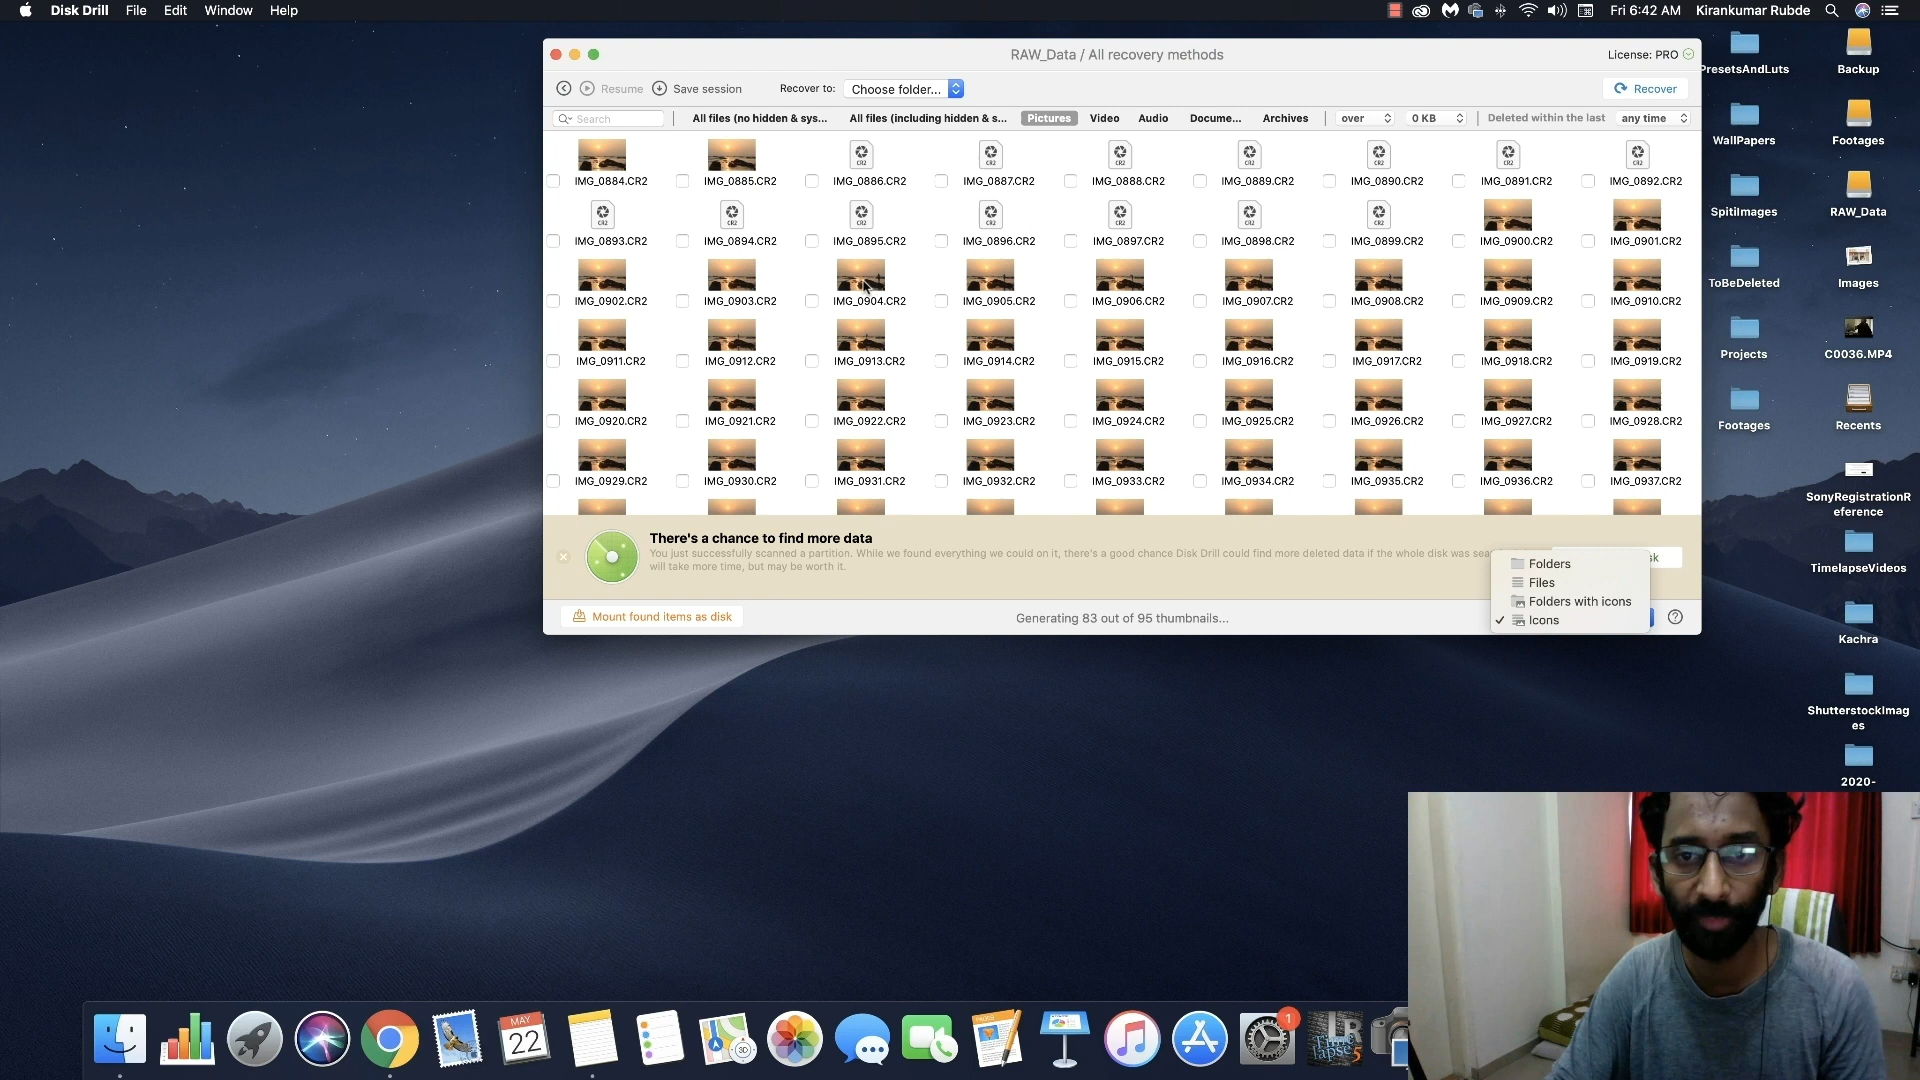 Disk Drill File Edit Window Help
Fri 6:42 AM Kirankumar Rubde
RAW_Data / All recovery methods
License: PRO
Resume Save session Recover to: Choose folder... Recover
Search All files (no hidden & sys... All files (including hidden & s... Pictures Video Audio Docume... Archives over 0 KB Deleted within the last any time
IMG_0884.CR2 IMG_0885.CR2 IMG_0886.CR2 IMG_0887.CR2 IMG_0888.CR2 IMG_0889.CR2 IMG_0890.CR2 IMG_0891.CR2 IMG_0892.CR2
IMG_0893.CR2 IMG_0894.CR2 IMG_0895.CR2 IMG_0896.CR2 IMG_0897.CR2 IMG_0898.CR2 IMG_0899.CR2 IMG_0900.CR2 IMG_0901.CR2
IMG_0902.CR2 IMG_0903.CR2 IMG_0904.CR2 IMG_0905.CR2 IMG_0906.CR2 IMG_0907.CR2 IMG_0908.CR2 IMG_0909.CR2 IMG_0910.CR2
IMG_0911.CR2 IMG_0912.CR2 IMG_0913.CR2 IMG_0914.CR2 IMG_0915.CR2 IMG_0916.CR2 IMG_0917.CR2 IMG_0918.CR2 IMG_0919.CR2
IMG_0920.CR2 IMG_0921.CR2 IMG_0922.CR2 IMG_0923.CR2 IMG_0924.CR2 IMG_0925.CR2 IMG_0926.CR2 IMG_0927.CR2 IMG_0928.CR2
IMG_0929.CR2 IMG_0930.CR2 IMG_0931.CR2 IMG_0932.CR2 IMG_0933.CR2 IMG_0934.CR2 IMG_0935.CR2 IMG_0936.CR2 IMG_0937.CR2
There's a chance to find more data
You just successfully scanned a partition. While we found everything we could on it, there's a good chance Disk Drill could find more deleted data if the whole disk was sea
will take more time, but may be worth it.
sk
Folders
Files
Folders with icons
Icons
Mount found items as disk
Generating 83 out of 95 thumbnails...
PresetsAndLuts Backup
WallPapers Footages
SpitiImages RAW_Data
ToBeDeleted Images
Projects C0036.MP4
Footages Recents
SonyRegistrationR
eference
TimelapseVideos
Kachra
ShutterstockImag
es
2020-
MAY
22
3D
1
LR
Time
lapse5